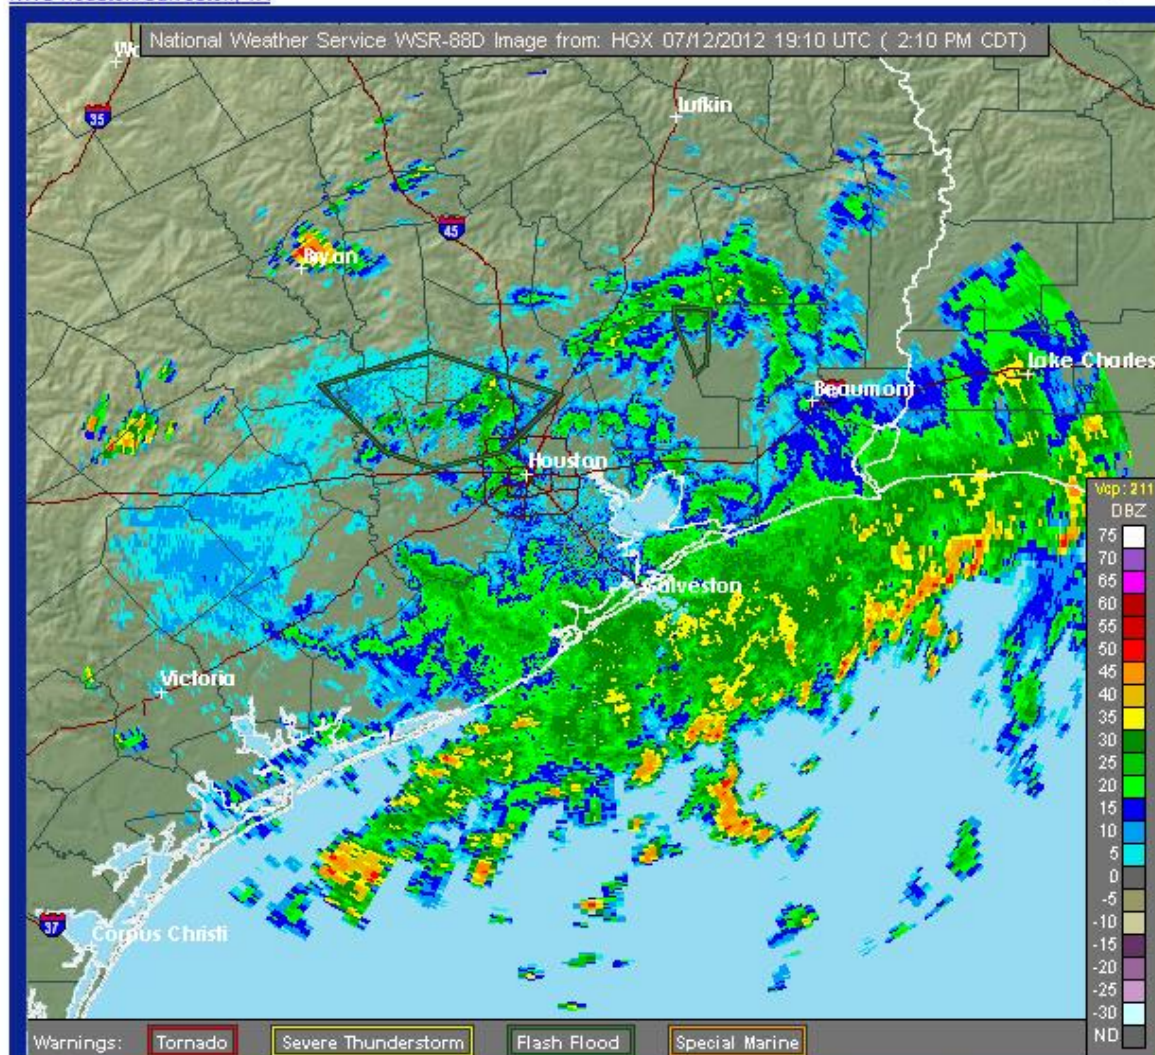 National Weather Service WSR-88D Image from: HGX 07/12/2012 19:10 UTC ( 2:10 PM CDT)
35
Lufkin
45
Bryan
Lake Charles
Beaumont
Houston
Galveston
Victoria
37
Corpus Christi
Vcp: 211
DBZ
75
70
65
60
55
50
45
40
35
30
25
20
15
10
5
0
-5
-10
-15
-20
-25
-30
ND
Warnings: Tornado Severe Thunderstorm Flash Flood Special Marine